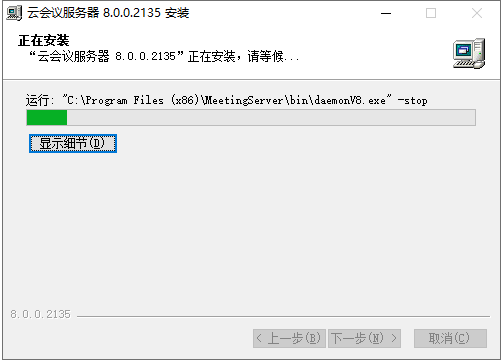 云会议服务器 8.0.0.2135 安装
正在安装
“云会议服务器 8.0.0.2135”正在安装，请等候...
运行: "C:\Program Files (x86)\MeetingServer\bin\daemonV8.exe" -stop
显示细节(D)
8.0.0.2135
< 上一步(B) 下一步(N) > 取消(C)